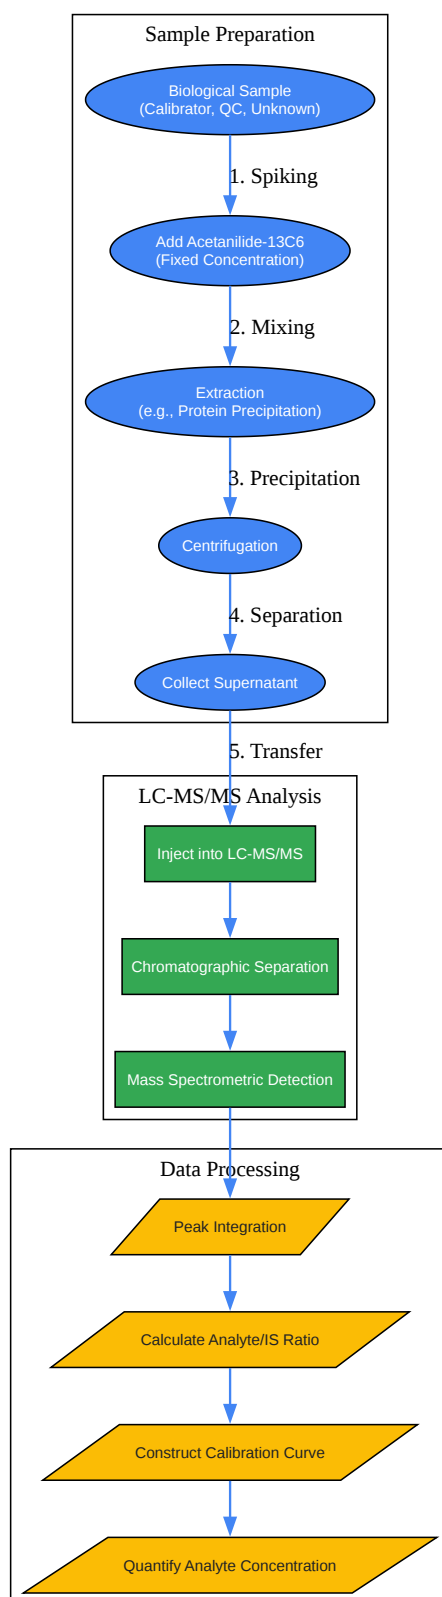 Sample Preparation
Biological Sample
(Calibrator, QC, Unknown)
1. Spiking
Add Acetanilide-13C6
(Fixed Concentration)
2. Mixing
Extraction
(e.g., Protein Precipitation)
3. Precipitation
Centrifugation
4. Separation
Collect Supernatant
5. Transfer
LC-MS/MS Analysis
Inject into LC-MS/MS
Chromatographic Separation
Mass Spectrometric Detection
Data Processing
Peak Integration
Calculate Analyte/IS Ratio
Construct Calibration Curve
Quantify Analyte Concentration